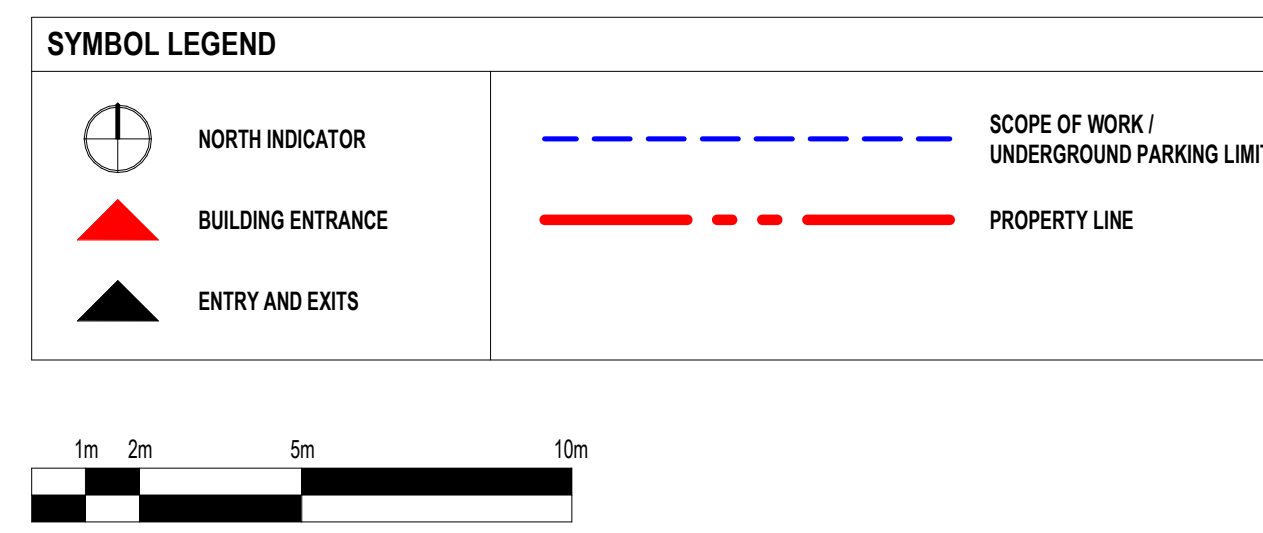 SYMBOL LEGEND
NORTH INDICATOR
BUILDING ENTRANCE
ENTRY AND EXITS
SCOPE OF WORK /
UNDERGROUND PARKING LIMIT
PROPERTY LINE
1m 2m 5m 10m